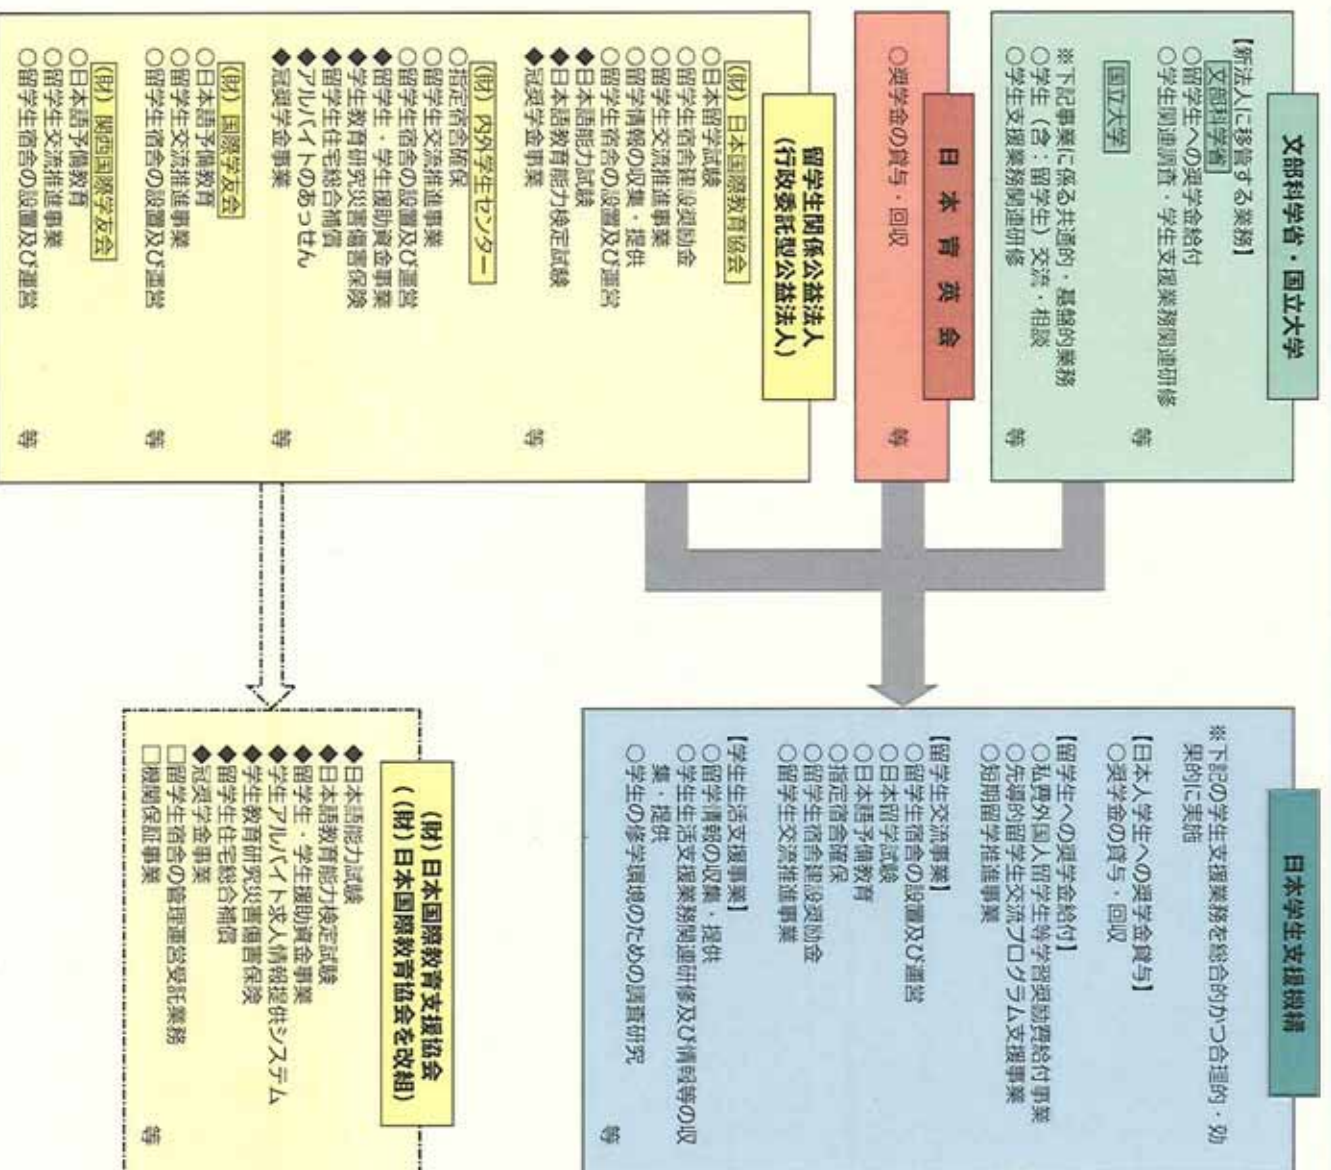 文部科学省・国立大学
【新法人に移管する業務】
文部科学省
○留学生への奨学金給付
○学生関連調査・学生支援業務関連研修
等
国立大学
※下記事業に係る共通的・基盤的業務
○学生（含：留学生）交流・相談
○学生支援業務関連研修
等
日本育英会
○奨学金の貸与・回収
等
留学生関係公益法人
（行政委託型公益法人）
（財）日本国際教育協会
○日本留学試験
○留学生宿舎建設奨励金
○留学生交流推進事業
○留学情報の収集・提供
○留学生宿舎の設置及び運営
◆日本語能力試験
◆日本語教育能力検定試験
◆冠奨学金事業
等
（財）内外学生センター
○指定宿舎確保
○留学生交流推進事業
○留学生宿舎の設置及び運営
◆留学生・学生援助資金事業
◆学生教育研究災害傷害保険
◆留学生住宅総合補償
◆アルバイトのあっせん
◆冠奨学金事業
等
（財）国際学友会
○日本語予備教育
○留学生交流推進事業
○留学生宿舎の設置及び運営
等
（財）関西国際学友会
○日本語予備教育
○留学生交流推進事業
○留学生宿舎の設置及び運営
等
日本学生支援機構
※下記の学生支援業務を総合的かつ合理的・効
果的に実施
【日本人学生への奨学金貸与】
○奨学金の貸与・回収
【留学生への奨学金給付】
○私費外国人留学生等学習奨励費給付事業
○先導的留学生交流プログラム支援事業
○短期留学推進事業
【留学生交流事業】
○留学生宿舎の設置及び運営
○日本留学試験
○日本語予備教育
○指定宿舎確保
○留学生宿舎建設奨励金
○留学生交流推進事業
【学生生活支援事業】
○留学情報の収集・提供
○学生生活支援業務関連研修及び情報等の収
集・提供
○学生の修学環境のための調査研究
等
（財）日本国際教育支援協会
（（財）日本国際教育協会を改組）
◆日本語能力試験
◆日本語教育能力検定試験
◆留学生・学生援助資金事業
◆学生アルバイト求人情報提供システム
◆学生教育研究災害傷害保険
◆留学生住宅総合補償
◆冠奨学金事業
□留学生宿舎の管理運営受託業務
□機関保証事業
等